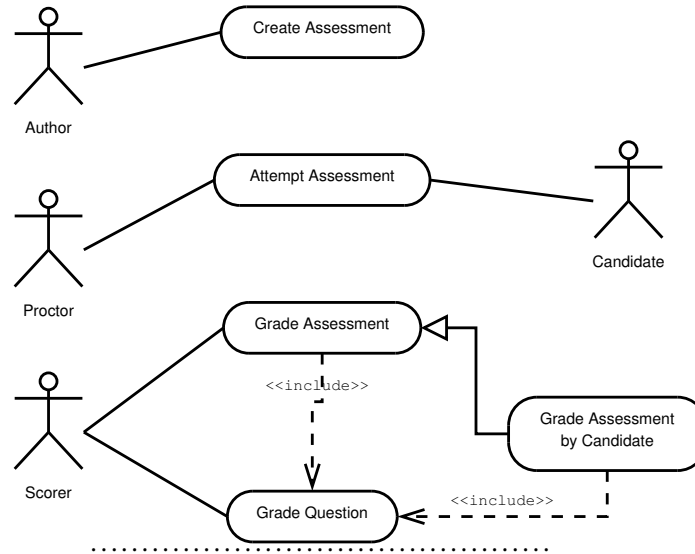 Create Assessment
Author
Attempt Assessment
Candidate
Proctor
Grade Assessment
<<include>>
Grade Assessment
by Candidate
Scorer
<<include>>
Grade Question